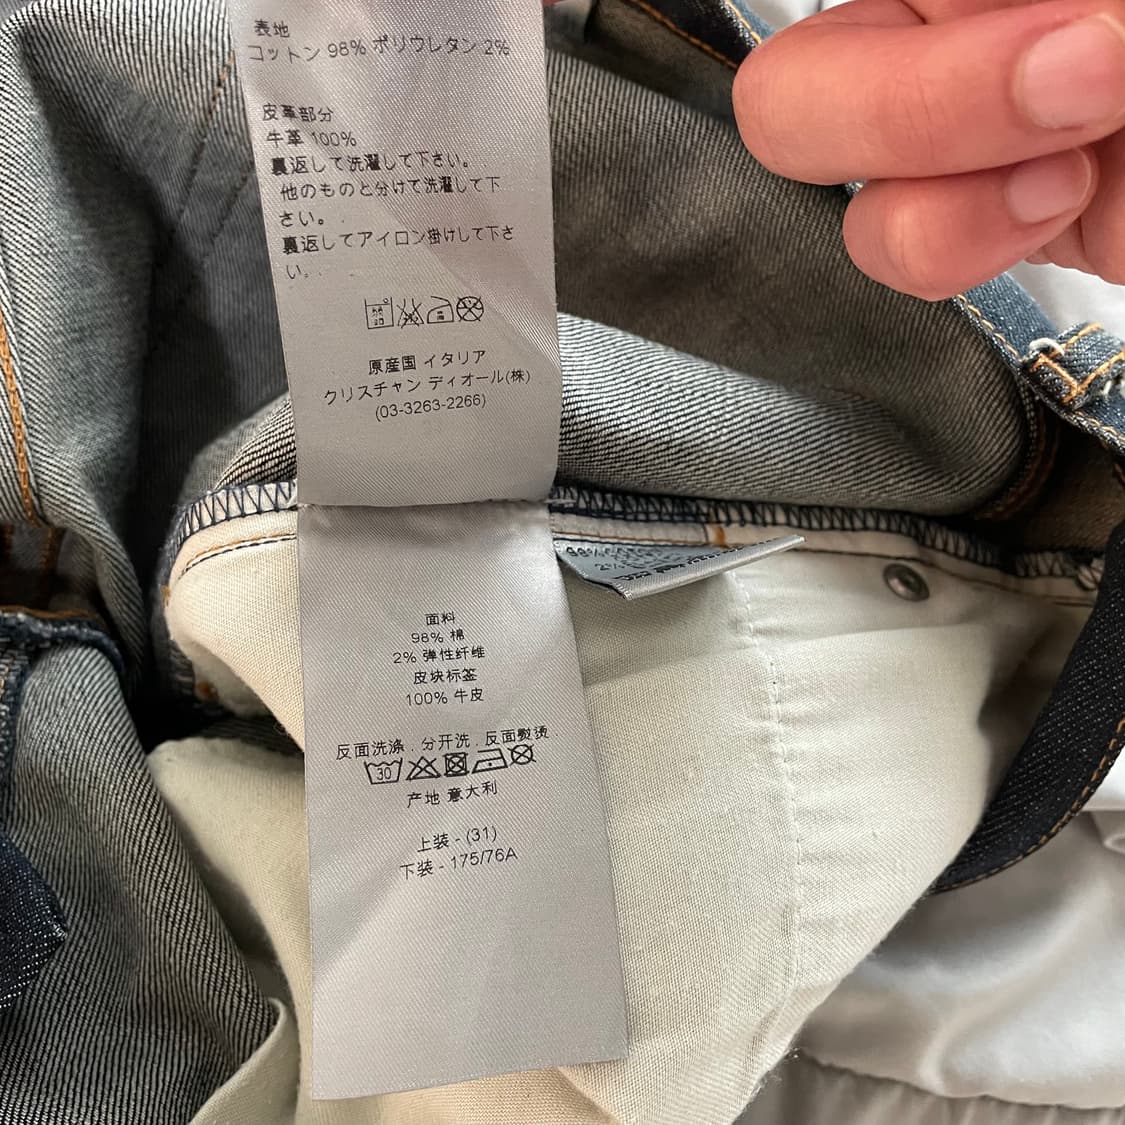 表地
コットン 98% ポリウレタン 2%
皮革部分
牛革 100%
裏返して洗濯して下さい。
他のものと分けて洗濯して下
さい。
裏返してアイロン掛けして下さ
い。
原産国 イタリア
クリスチャン ディオール(株)
(03-3263-2266)
98%
2%
面料
98% 棉
2% 弹性纤维
皮块标签
100% 牛皮
反面洗涤 . 分开洗 . 反面熨烫
30
产地 意大利
上装 - (31)
下装 - 175/76A